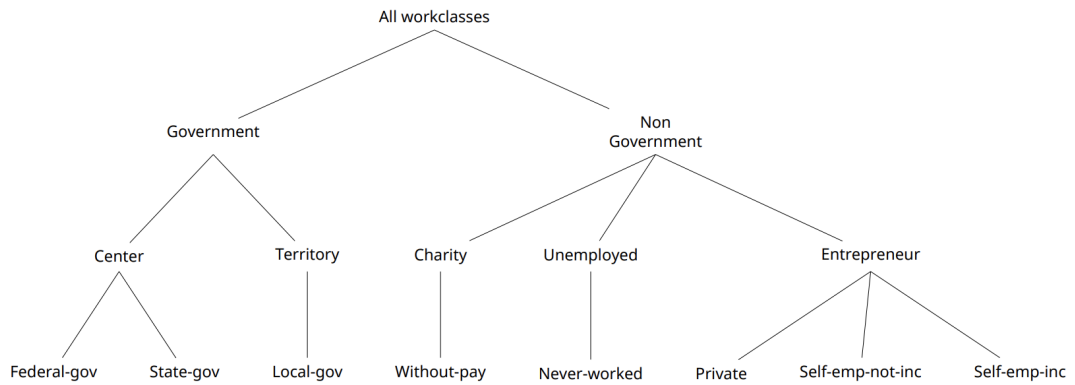 All workclasses
Government
Non
Government
Center
Territory
Charity
Unemployed
Entrepreneur
Federal-gov
State-gov
Local-gov
Without-pay
Never-worked
Private
Self-emp-not-inc
Self-emp-inc